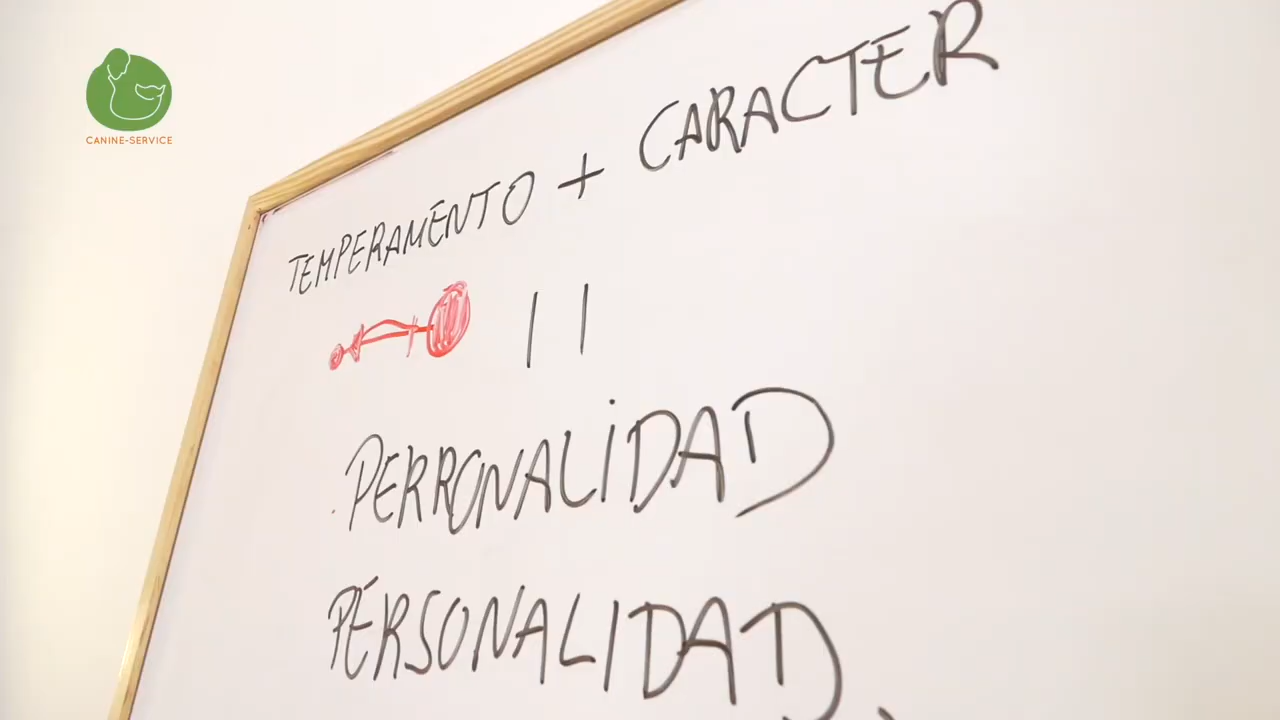 CANINE-SERVICE
TEMPERAMENTO + CARACTER
||
PERRONALIDAD
PERSONALIDAD